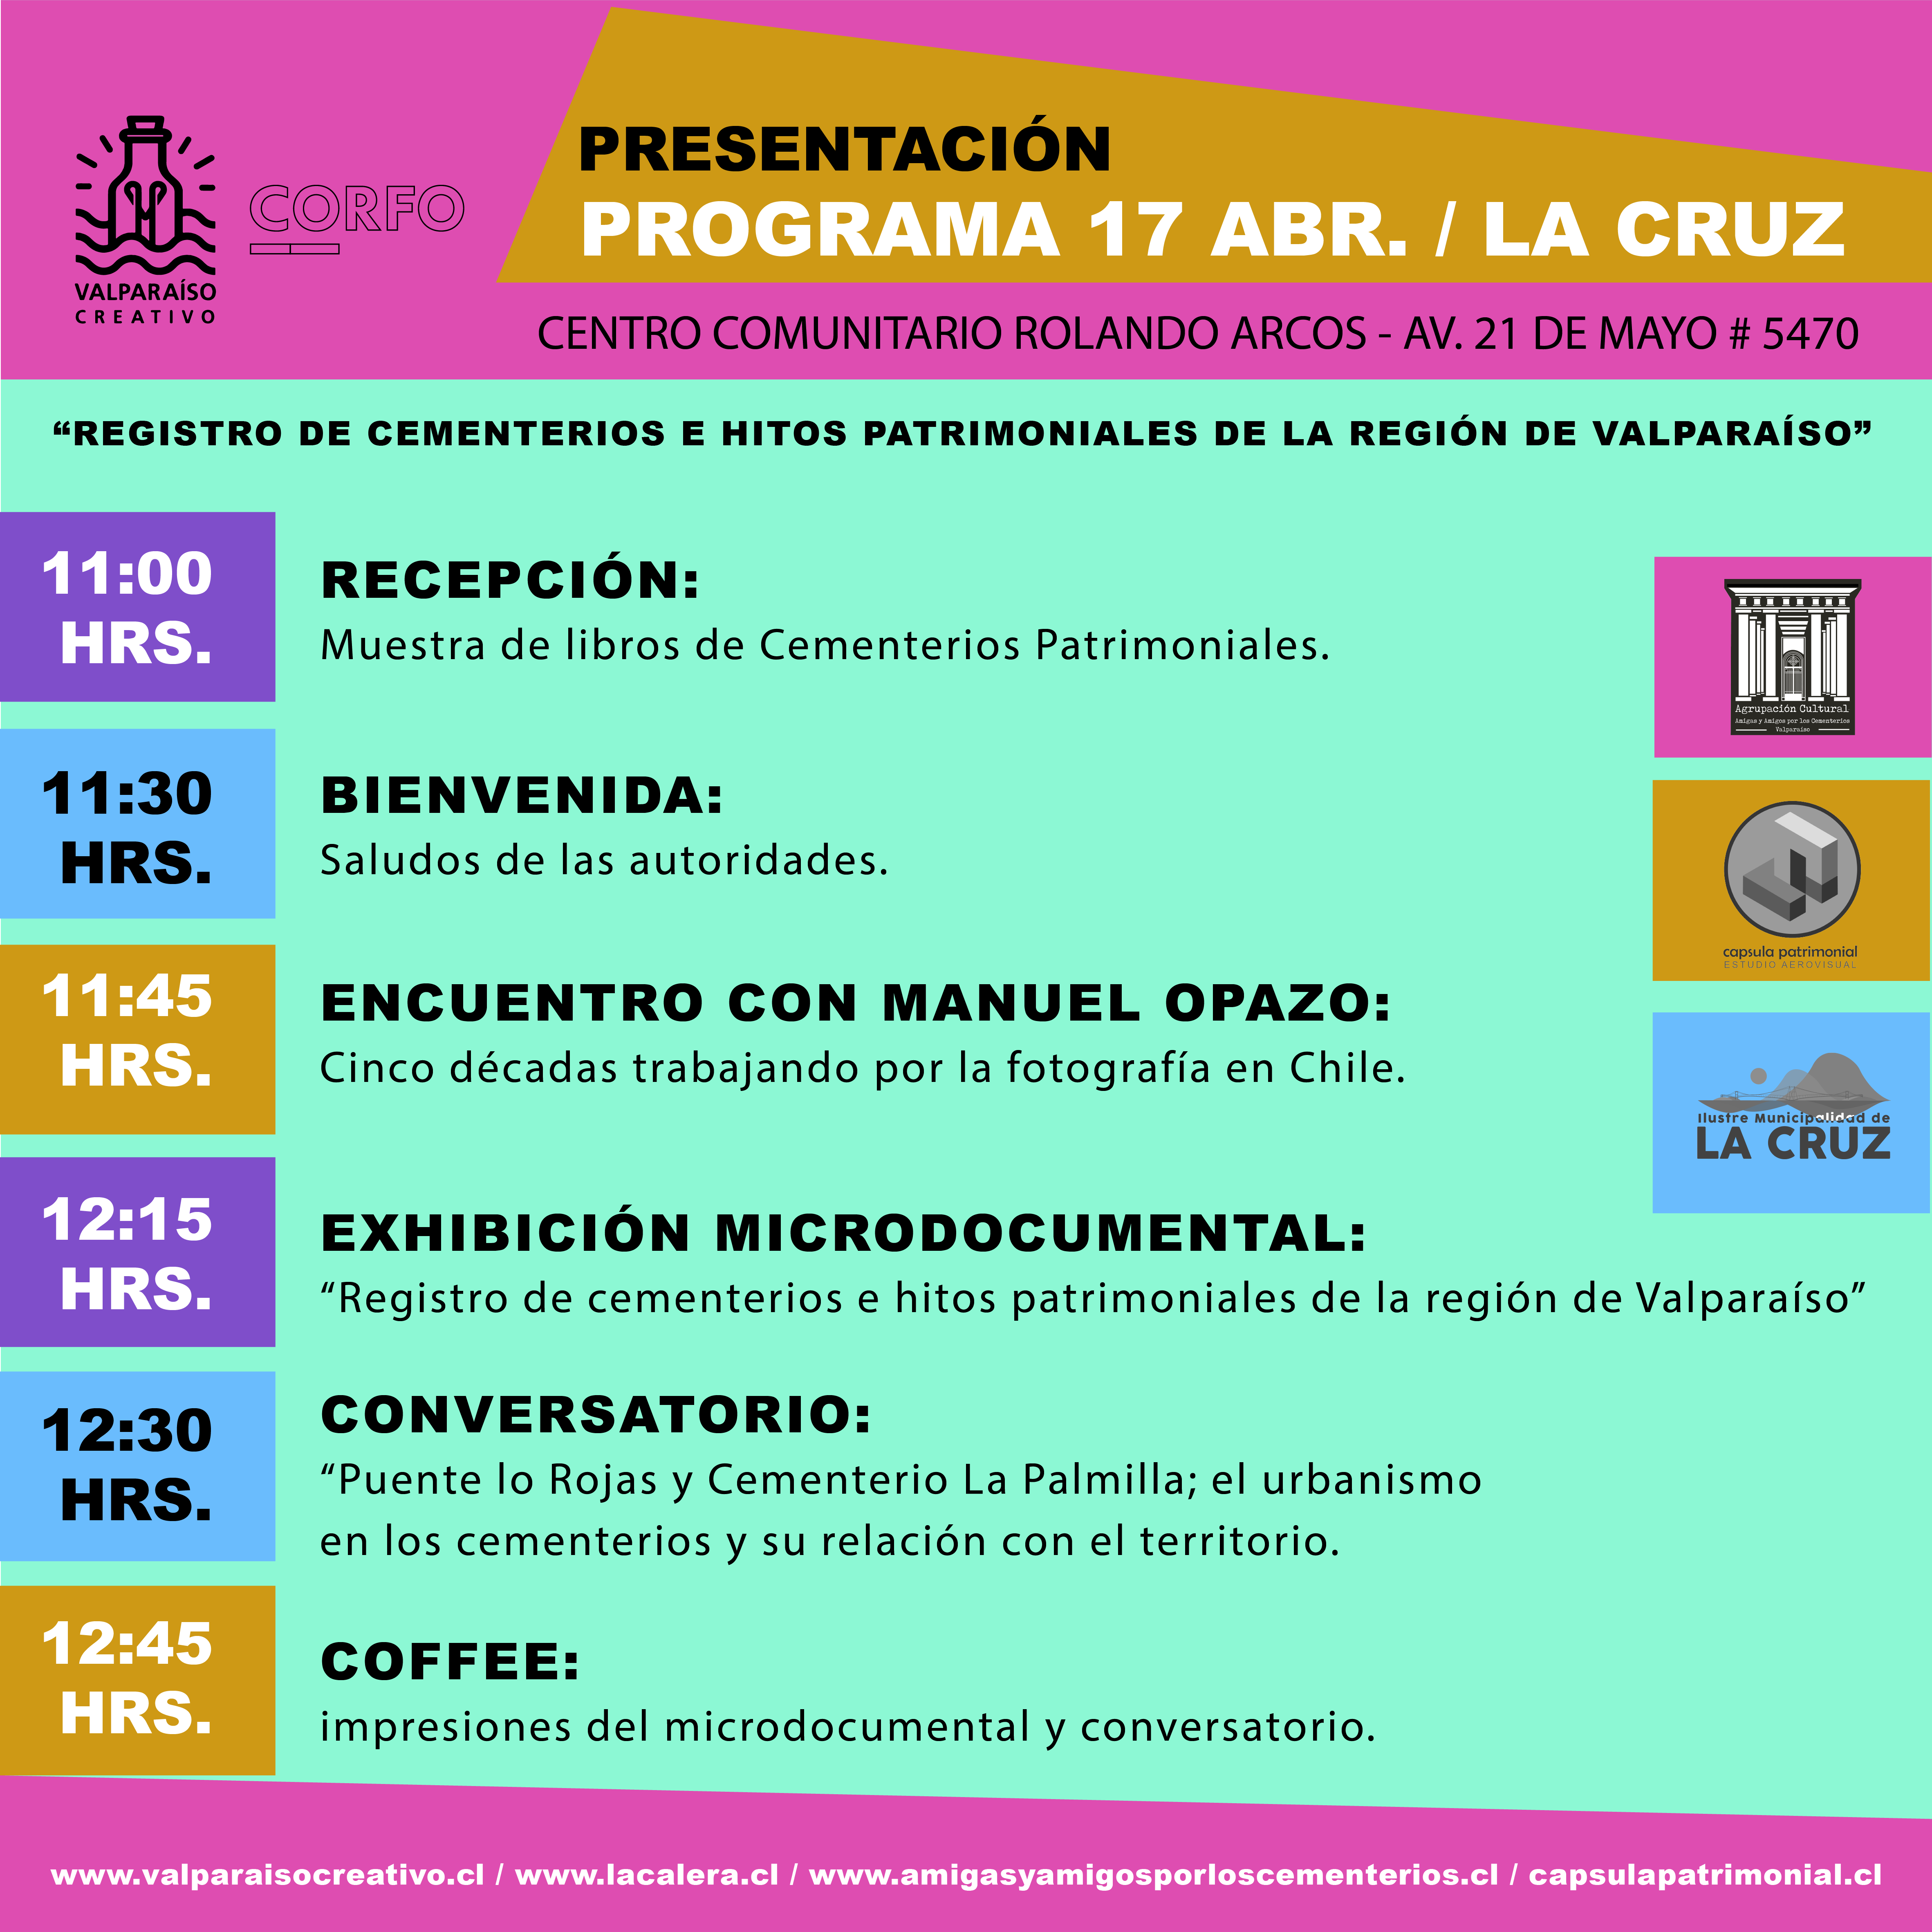 VALPARAÍSO
CREATIVO
CORFO
PRESENTACIÓN
PROGRAMA 17 ABR. / LA CRUZ
CENTRO COMUNITARIO ROLANDO ARCOS - AV. 21 DE MAYO # 5470
“REGISTRO DE CEMENTERIOS E HITOS PATRIMONIALES DE LA REGIÓN DE VALPARAÍSO”
11:00
HRS.
RECEPCIÓN:
Muestra de libros de Cementerios Patrimoniales.
11:30
HRS.
BIENVENIDA:
Saludos de las autoridades.
11:45
HRS.
ENCUENTRO CON MANUEL OPAZO:
Cinco décadas trabajando por la fotografía en Chile.
12:15
HRS.
EXHIBICIÓN MICRODOCUMENTAL:
“Registro de cementerios e hitos patrimoniales de la región de Valparaíso”
12:30
HRS.
CONVERSATORIO:
“Puente lo Rojas y Cementerio La Palmilla; el urbanismo
en los cementerios y su relación con el territorio.
12:45
HRS.
COFFEE:
impresiones del microdocumental y conversatorio.
Agrupación Cultural
Amigas y Amigos por los Cementerios
Valparaíso
capsula patrimonial
ESTUDIO AEROVISUAL
Ilustre Municipalidad de
LA CRUZ
www.valparaisocreativo.cl / www.lacalera.cl / www.amigasyamigosporloscementerios.cl / capsulapatrimonial.cl